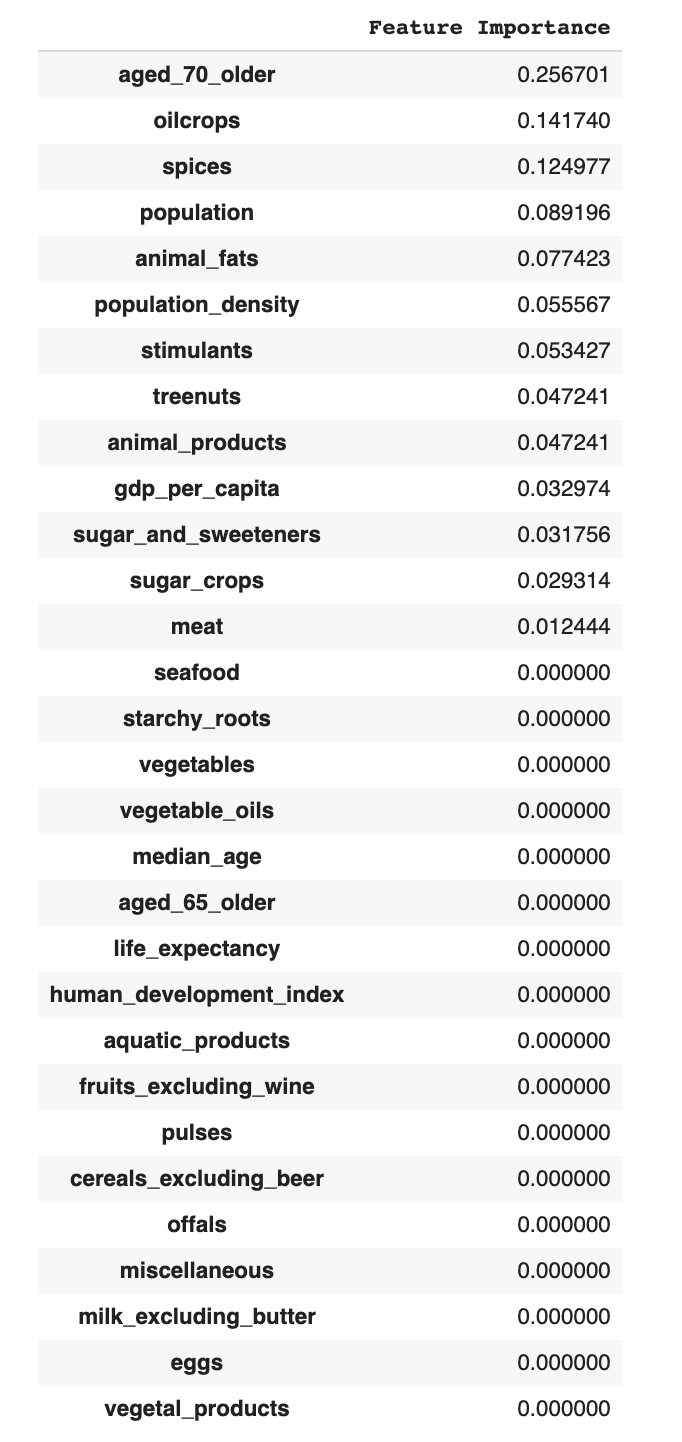 Feature Importance
aged_70_older 0.256701
oilcrops 0.141740
spices 0.124977
population 0.089196
animal_fats 0.077423
population_density 0.055567
stimulants 0.053427
treenuts 0.047241
animal_products 0.047241
gdp_per_capita 0.032974
sugar_and_sweeteners 0.031756
sugar_crops 0.029314
meat 0.012444
seafood 0.000000
starchy_roots 0.000000
vegetables 0.000000
vegetable_oils 0.000000
median_age 0.000000
aged_65_older 0.000000
life_expectancy 0.000000
human_development_index 0.000000
aquatic_products 0.000000
fruits_excluding_wine 0.000000
pulses 0.000000
cereals_excluding_beer 0.000000
offals 0.000000
miscellaneous 0.000000
milk_excluding_butter 0.000000
eggs 0.000000
vegetal_products 0.000000